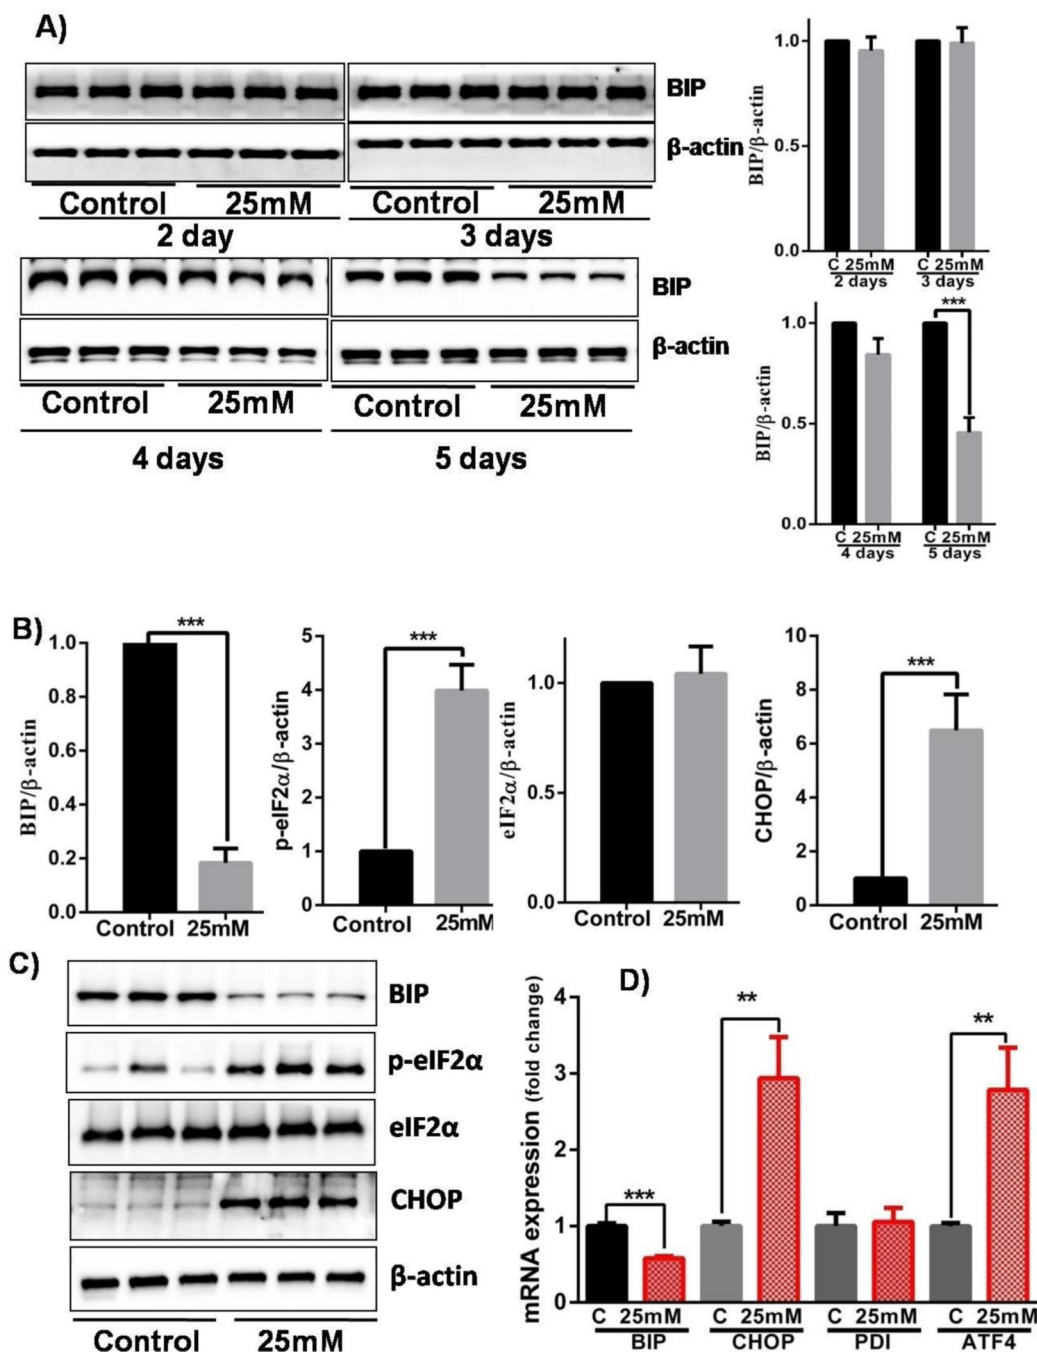 A)
BIP
β-actin
Control 25mM Control 25mM
2 day 3 days
BIP
β-actin
Control 25mM Control 25mM
4 days 5 days
BIP/β-actin
1.0
0.5
0.0
C 25mM C 25mM
2 days 3 days
BIP/β-actin
1.0
0.5
0.0
***
C 25mM C 25mM
4 days 5 days
B)
BIP/β-actin
1.0
0.8
0.6
0.4
0.2
0.0
***
Control 25mM
p-eIF2α/β-actin
5
4
3
2
1
0
***
Control 25mM
eIF2α/β-actin
1.0
0.5
0.0
Control 25mM
CHOP/β-actin
10
8
6
4
2
0
***
Control 25mM
C)
BIP
p-eIF2α
eIF2α
CHOP
β-actin
Control 25mM
D)
mRNA expression (fold change)
4
3
2
1
0
***
**
**
C 25mM C 25mM C 25mM C 25mM
BIP CHOP PDI ATF4